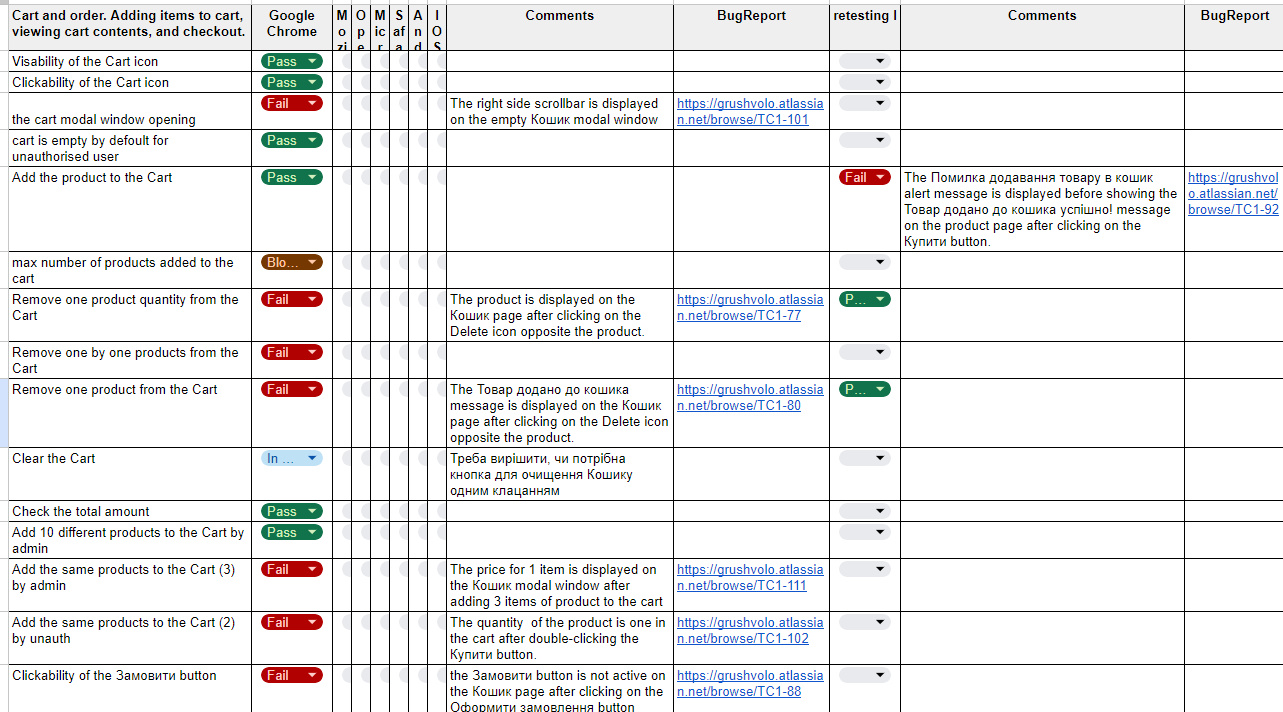 Cart and order. Adding items to cart,
viewing cart contents, and checkout.
Google
Chrome
M
o
zi
O
p
e
M
ic
r
S
af
a
A
n
d
I
O
S
Comments
BugReport
retesting I
Comments
BugReport
Visability of the Cart icon
Pass
Clickability of the Cart icon
Pass
the cart modal window opening
Fail
The right side scrollbar is displayed
on the empty Кошик modal window
https://grushvolo.atlassia
n.net/browse/TC1-101
cart is empty by defoult for
unauthorised user
Pass
Add the product to the Cart
Pass
Fail
The Помилка додавання товару в кошик
alert message is displayed before showing the
Товар додано до кошика успішно! message
on the product page after clicking on the
Купити button.
https://grushvol
o.atlassian.net/
browse/TC1-92
max number of products added to the
cart
Blo...
Remove one product quantity from the
Cart
Fail
The product is displayed on the
Кошик page after clicking on the
Delete icon opposite the product.
https://grushvolo.atlassia
n.net/browse/TC1-77
P...
Remove one by one products from the
Cart
Fail
Remove one product from the Cart
Fail
The Товар додано до кошика
message is displayed on the Кошик
page after clicking on the Delete icon
opposite the product.
https://grushvolo.atlassia
n.net/browse/TC1-80
P...
Clear the Cart
In ...
Треба вирішити, чи потрібна
кнопка для очищення Кошику
одним клацанням
Check the total amount
Pass
Add 10 different products to the Cart by
admin
Pass
Add the same products to the Cart (3)
by admin
Fail
The price for 1 item is displayed on
the Кошик modal window after
adding 3 items of product to the cart
https://grushvolo.atlassia
n.net/browse/TC1-111
Add the same products to the Cart (2)
by unauth
Fail
The quantity  of the product is one in
the cart after double-clicking the
Купити button.
https://grushvolo.atlassia
n.net/browse/TC1-102
Clickability of the Замовити button
Fail
the Замовити button is not active on
the Кошик page after clicking on the
Оформити замовлення button
https://grushvolo.atlassia
n.net/browse/TC1-88